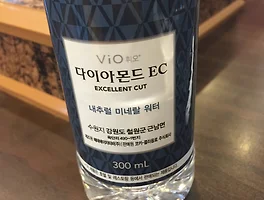 ViO 휘오
다이아몬드 EC
EXCELLENT CUT
내추럴 미네랄 워터
수원지 강원도 철원군 근남면
300 mL